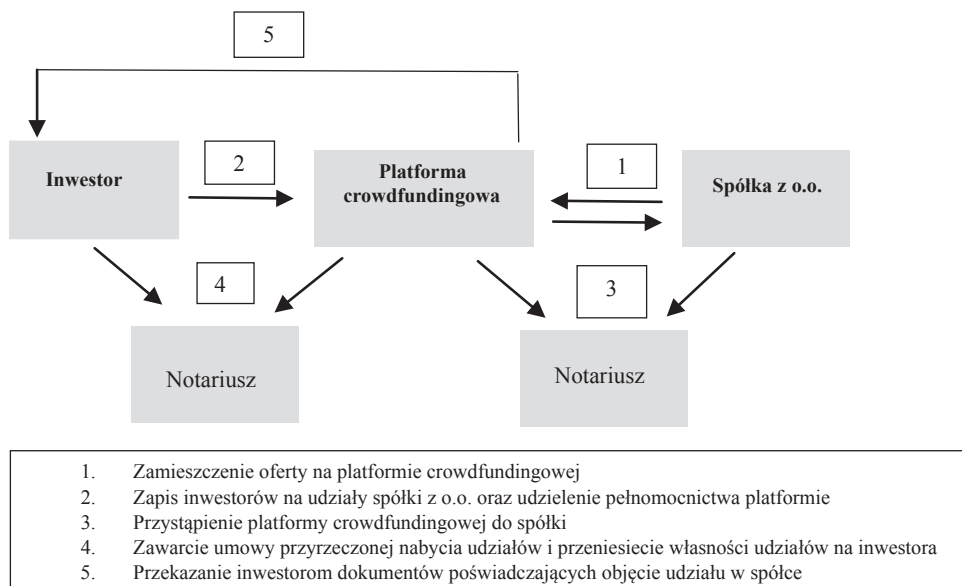 5
Inwestor
2
Platforma
crowdfundingowa
1
Spółka z o.o.
4
3
Notariusz
Notariusz
1. Zamieszczenie oferty na platformie crowdfundingowej
2. Zapis inwestorów na udziały spółki z o.o. oraz udzielenie pełnomocnictwa platformie
3. Przystąpienie platformy crowdfundingowej do spółki
4. Zawarcie umowy przyrzeczonej nabycia udziałów i przeniesiecie własności udziałów na inwestora
5. Przekazanie inwestorom dokumentów poświadczających objęcie udziału w spółce